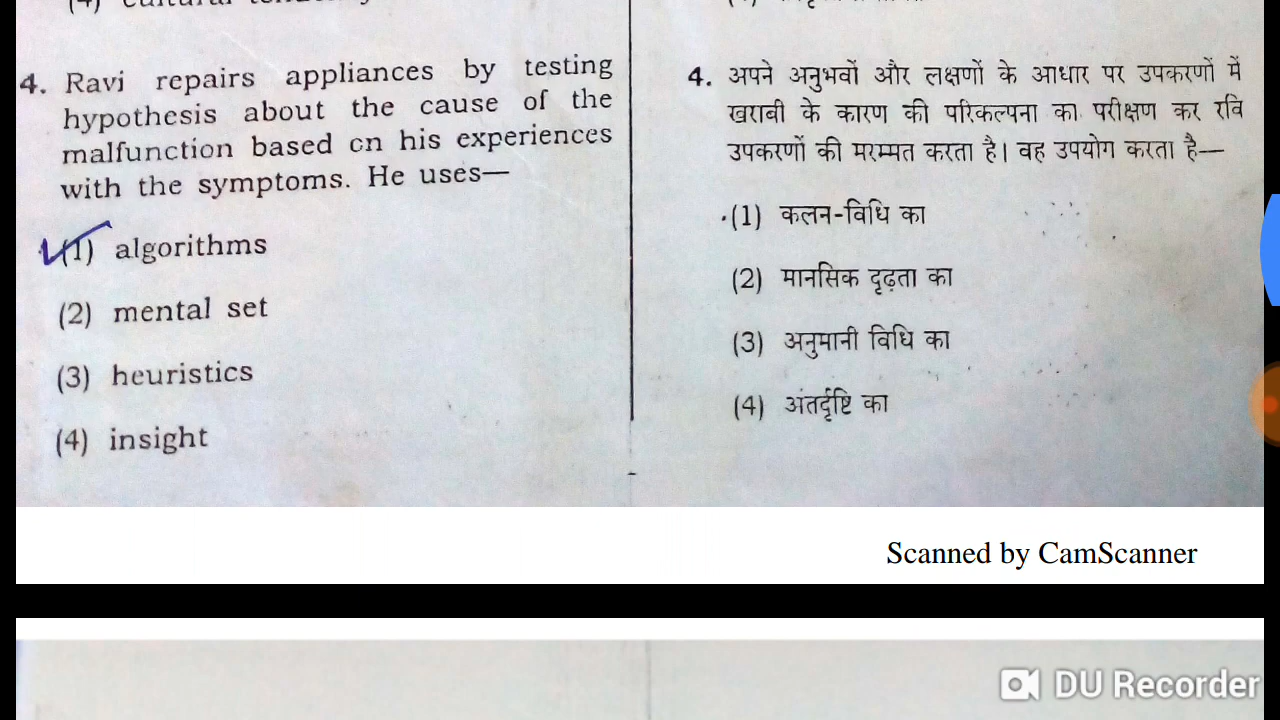 4. Ravi repairs appliances by testing
hypothesis about the cause of the
malfunction based cn his experiences
with the symptoms. He uses—
(1) algorithms
(2) mental set
(3) heuristics
(4) insight
4. अपने अनुभवों और लक्षणों के आधार पर उपकरणों में
खराबी के कारण की परिकल्पना का परीक्षण कर रवि
उपकरणों की मरम्मत करता है। वह उपयोग करता है—
(1) कलन-विधि का
(2) मानसिक दृढ़ता का
(3) अनुमानी विधि का
(4) अंतर्दृष्टि का
Scanned by CamScanner
DU Recorder